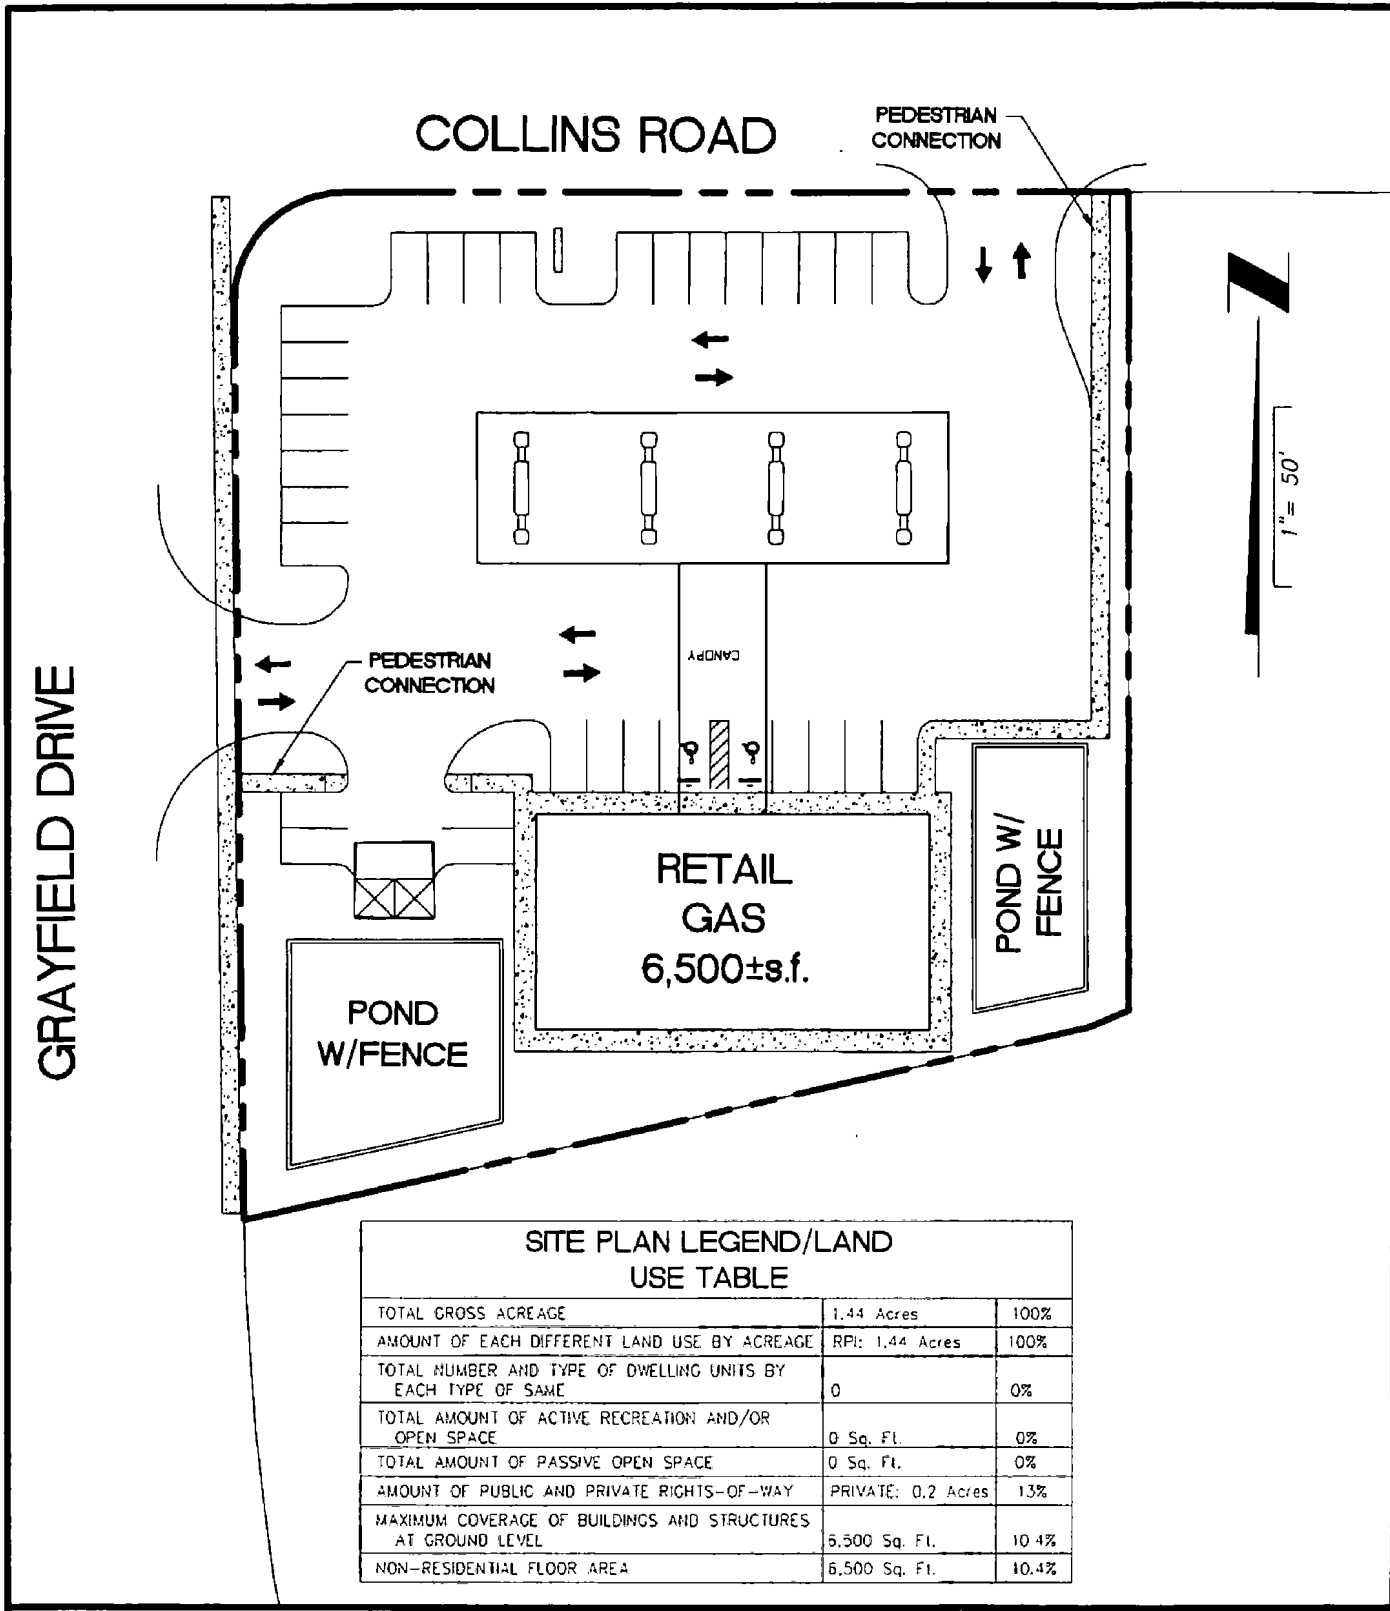 COLLINS ROAD
PEDESTRIAN
CONNECTION
1"= 50'
CANOPY
PEDESTRIAN
CONNECTION
GRAYFIELD DRIVE
RETAIL
GAS
6,500±s.f.
POND W/
FENCE
POND
W/FENCE
SITE PLAN LEGEND/LAND
USE TABLE
TOTAL GROSS ACREAGE 1.44 Acres 100%
AMOUNT OF EACH DIFFERENT LAND USE BY ACREAGE RPI: 1.44 Acres 100%
TOTAL NUMBER AND TYPE OF DWELLING UNITS BY
EACH TYPE OF SAME 0 0%
TOTAL AMOUNT OF ACTIVE RECREATION AND/OR
OPEN SPACE 0 Sq. Ft. 0%
TOTAL AMOUNT OF PASSIVE OPEN SPACE 0 Sq. Ft. 0%
AMOUNT OF PUBLIC AND PRIVATE RIGHTS-OF-WAY PRIVATE: 0.2 Acres 13%
MAXIMUM COVERAGE OF BUILDINGS AND STRUCTURES
AT GROUND LEVEL 6,500 Sq. Ft. 10.4%
NON-RESIDENTIAL FLOOR AREA 6,500 Sq. Ft. 10.4%